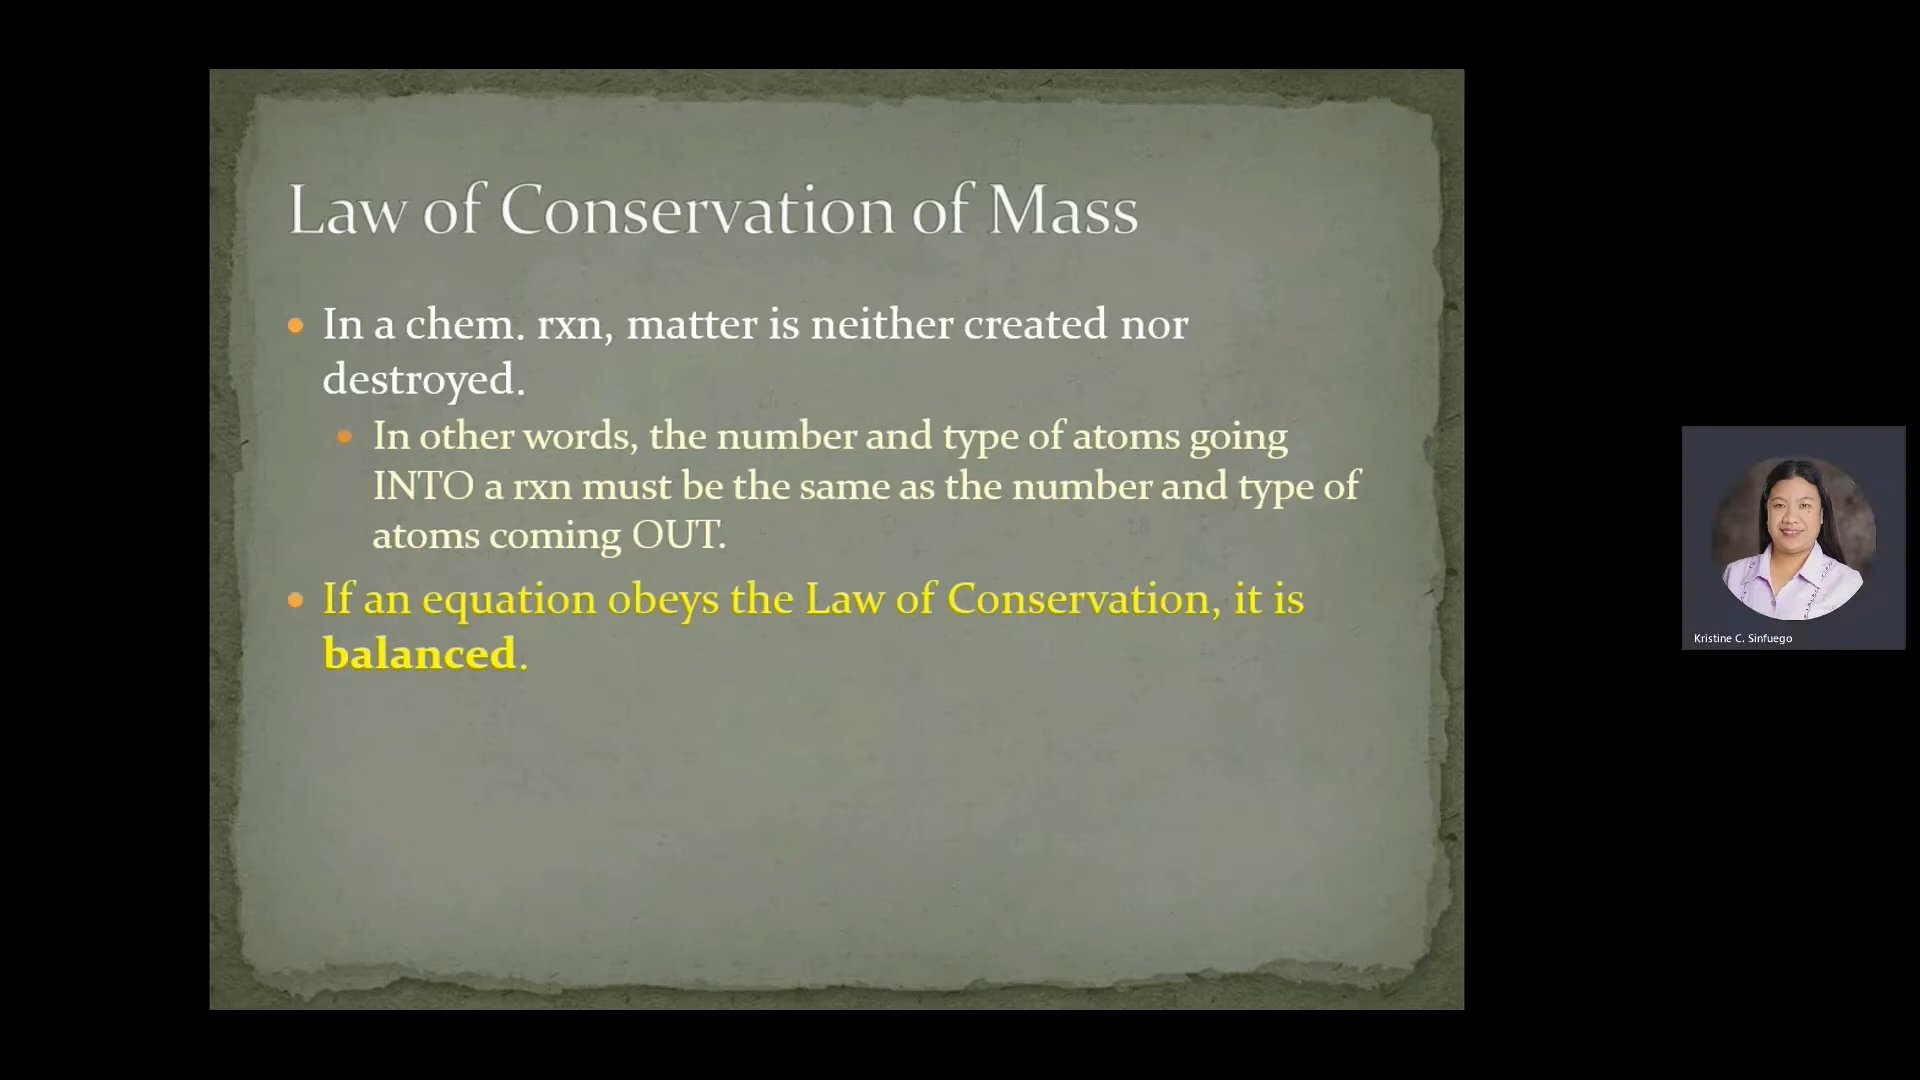 Law of Conservation of Mass
In a chem. rxn, matter is neither created nor
destroyed.
In other words, the number and type of atoms going
INTO a rxn must be the same as the number and type of
atoms coming OUT.
If an equation obeys the Law of Conservation, it is
balanced.
Kristine C. Sinfuego